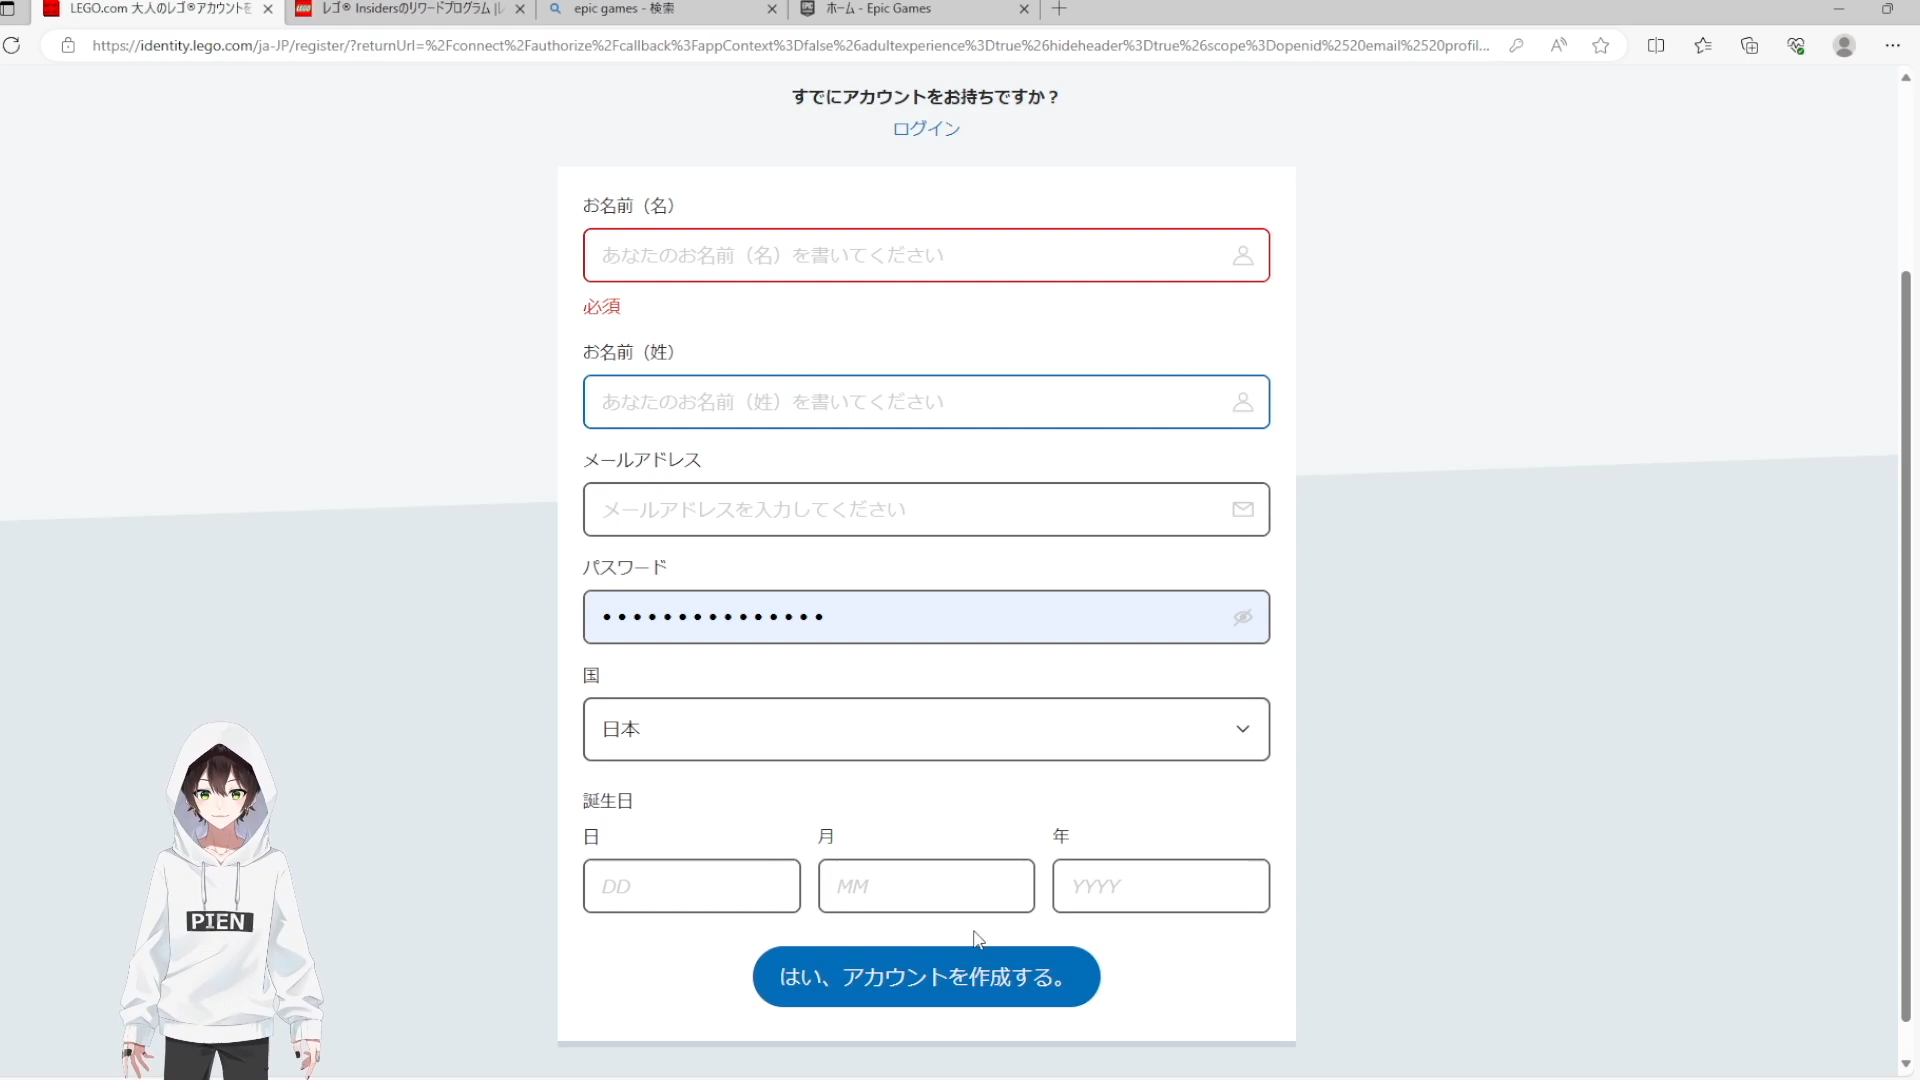 LEGO.com 大人のレゴ®アカウントを
レゴ® Insidersのリワードプログラム |レ
epic games - 検索
ホーム - Epic Games
https://identity.lego.com/ja-JP/register/?returnUrl=%2Fconnect%2Fauthorize%2Fcallback%3FappContext%3Dfalse%26adultexperience%3Dtrue%26hideheader%3Dtrue%26scope%3Dopenid%2520email%2520profil...
すでにアカウントをお持ちですか？
ログイン
お名前（名）
あなたのお名前（名）を書いてください
必須
お名前（姓）
あなたのお名前（姓）を書いてください
メールアドレス
メールアドレスを入力してください
パスワード
国
日本
誕生日
日 月 年
DD MM YYYY
はい、アカウントを作成する。
PIEN